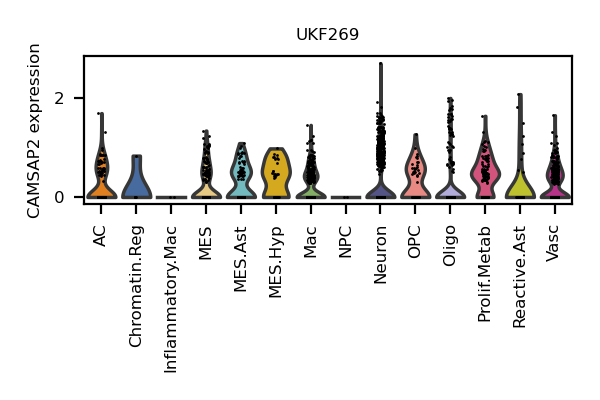 UKF269
CAMSAP2 expression
2
0
AC
Chromatin.Reg
Inflammatory.Mac
MES
MES.Ast
MES.Hyp
Mac
NPC
Neuron
OPC
Oligo
Prolif.Metab
Reactive.Ast
Vasc